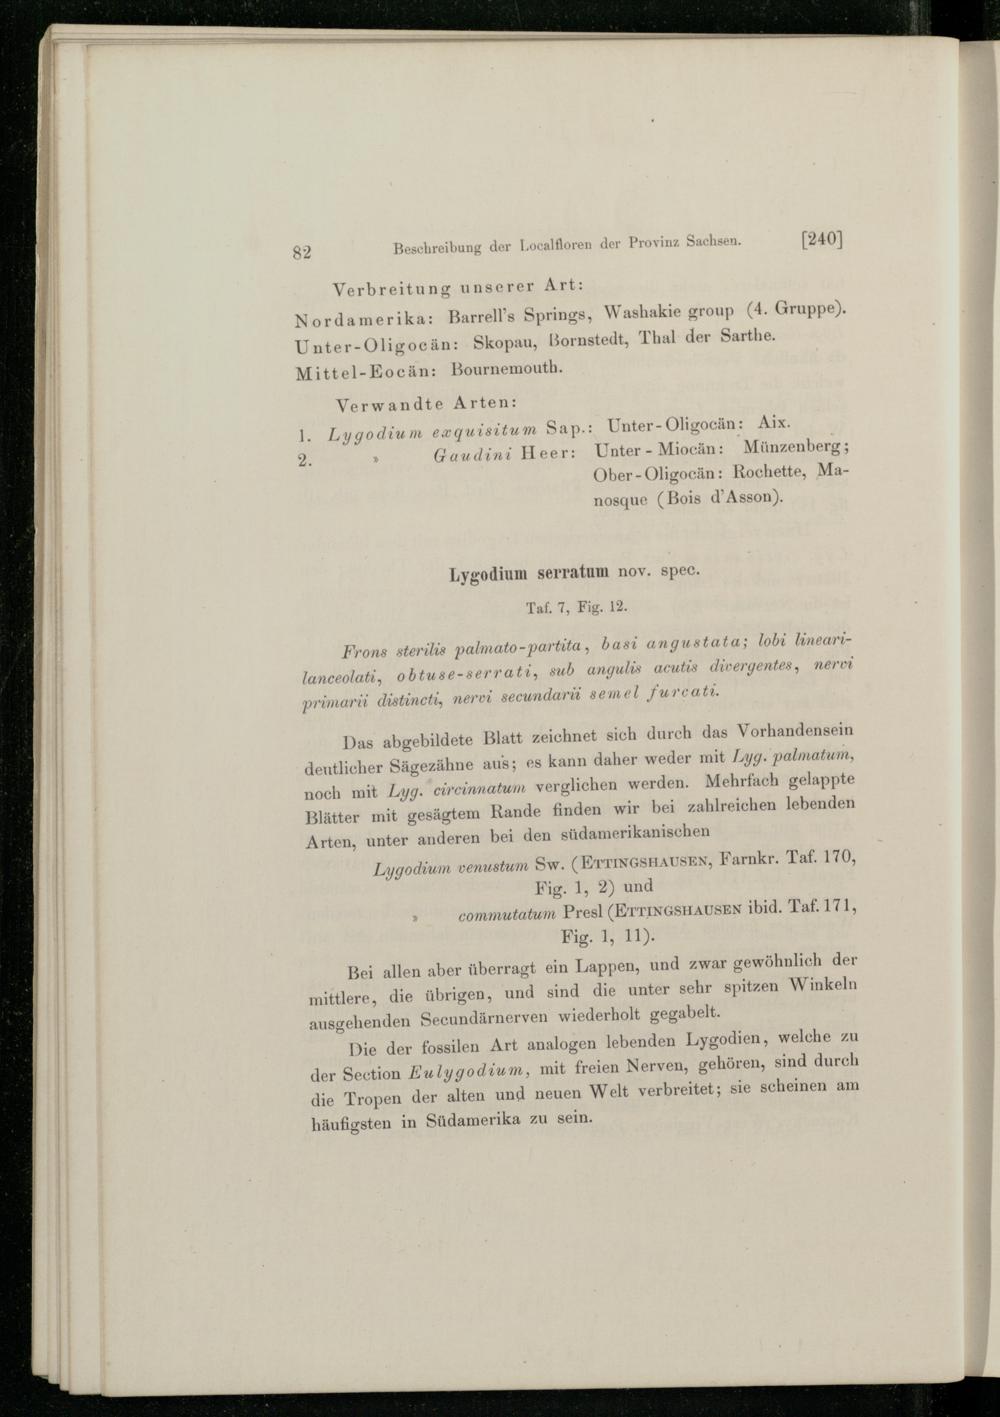 82 Beschreibung der Localfloren der Provinz Sachsen. [240]
Verbreitung unserer Art:
Nordamerika: Barrell's Springs, Washakie group (4. Gruppe).
Unter-Oligocän: Skopau, Bornstedt, Thal der Sarthe.
Mittel-Eocän: Bournemouth.
Verwandte Arten:
1. Lygodium exquisitum Sap.: Unter-Oligocän: Aix.
2. » Gaudini Heer: Unter-Miocän: Münzenberg;
Ober-Oligocän: Rochette, Ma-
nosque (Bois d'Asson).
Lygodium serratum nov. spec.
Taf. 7, Fig. 12.
Frons sterilis palmato-partita, basi angustata; lobi lineari-
lanceolati, obtuse-serrati, sub angulis acutis divergentes, nervi
primarii distincti, nervi secundarii semel furcati.
Das abgebildete Blatt zeichnet sich durch das Vorhandensein
deutlicher Sägezähne aus; es kann daher weder mit Lyg. palmatum,
noch mit Lyg. circinnatum verglichen werden. Mehrfach gelappte
Blätter mit gesägtem Rande finden wir bei zahlreichen lebenden
Arten, unter anderen bei den südamerikanischen
Lygodium venustum Sw. (ETTINGSHAUSEN, Farnkr. Taf. 170,
Fig. 1, 2) und
» commutatum Presl (ETTINGSHAUSEN ibid. Taf. 171,
Fig. 1, 11).
Bei allen aber überragt ein Lappen, und zwar gewöhnlich der
mittlere, die übrigen, und sind die unter sehr spitzen Winkeln
ausgehenden Secundärnerven wiederholt gegabelt.
Die der fossilen Art analogen lebenden Lygodien, welche zu
der Section Eulygodium, mit freien Nerven, gehören, sind durch
die Tropen der alten und neuen Welt verbreitet; sie scheinen am
häufigsten in Südamerika zu sein.